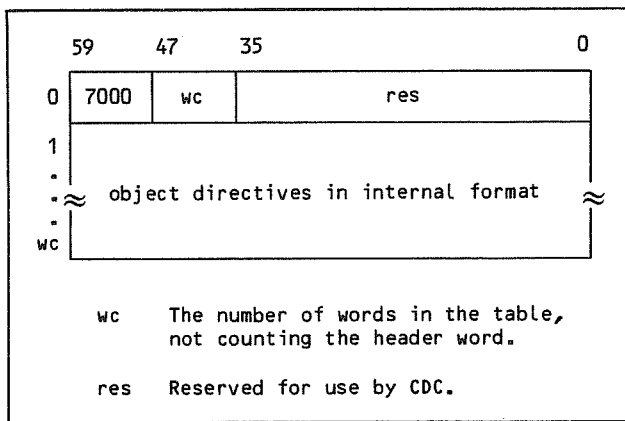 59 47 35 0
0 7000 wc res
1
.
. object directives in internal format
.
wc
wc The number of words in the table,
not counting the header word.
res Reserved for use by CDC.